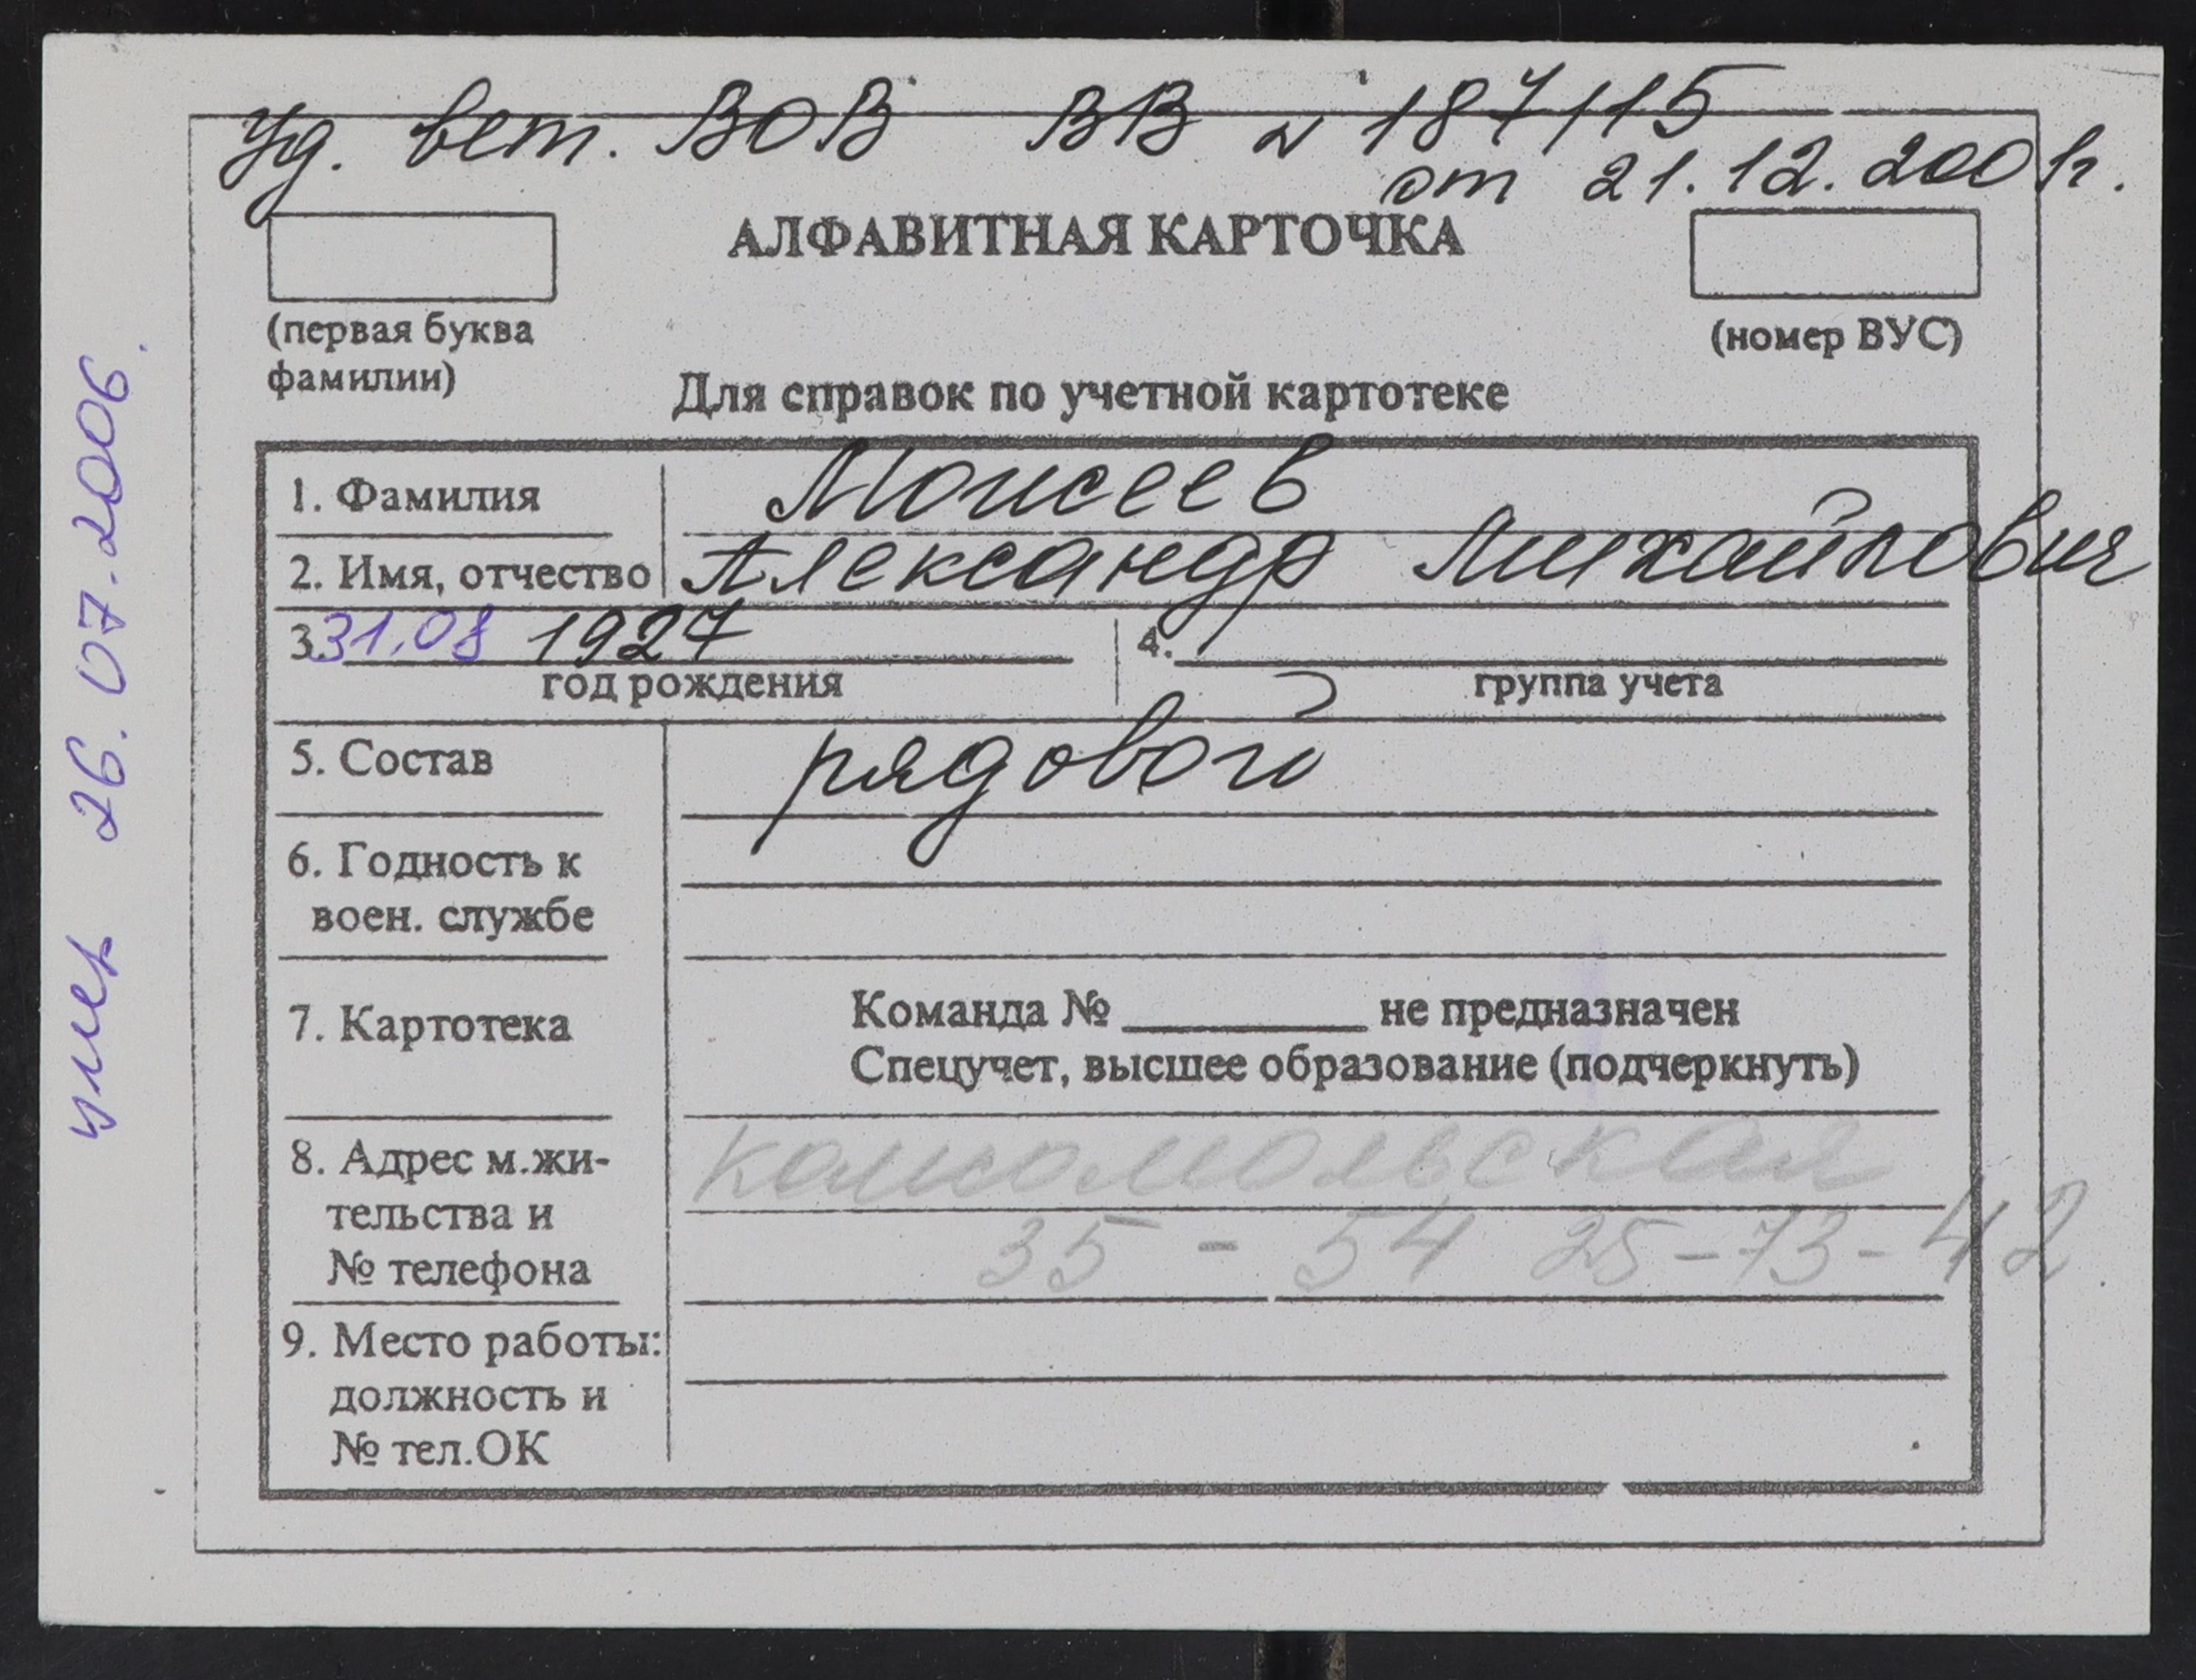 Уд. вет. ВОВ ВВ № 187115
от 21.12.200 г.
АЛФАВИТНАЯ КАРТОЧКА
(первая буква
фамилии)
(номер ВУС)
Для справок по учетной картотеке
1. Фамилия Моисеев
2. Имя, отчество Александр Михайлович
3. 31.08 1927
4.
год рождения
группа учета
5. Состав рядовой
6. Годность к
воен. службе
7. Картотека
Команда № ________ не предназначен
Спецучет, высшее образование (подчеркнуть)
8. Адрес м.жи-
тельства и
№ телефона
комсомольская
35 - 54 25-73-42
9. Место работы:
должность и
№ тел.ОК
умер 26.07.2006.